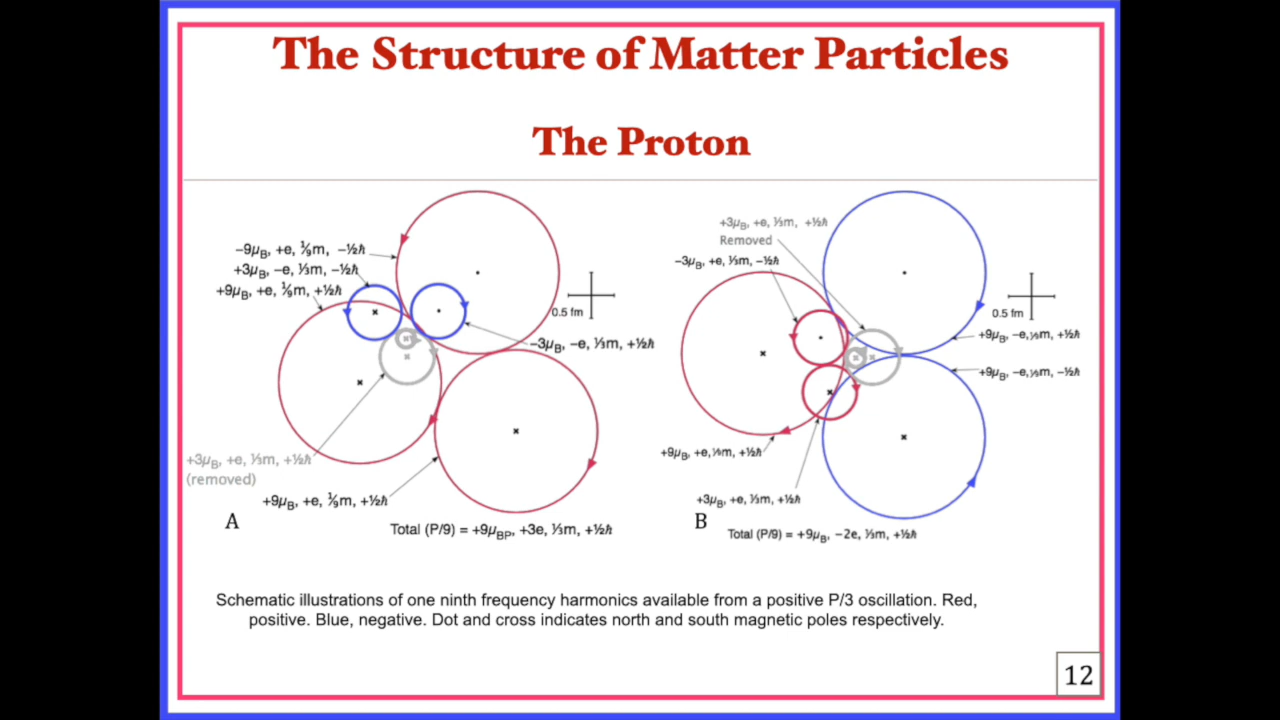 The Structure of Matter Particles
The Proton
−9μB, +e, ⅑m, −½ℏ
+3μB, −e, ⅓m, −½ℏ
+9μB, +e, ⅑m, +½ℏ
0.5 fm
−3μB, −e, ⅓m, +½ℏ
+3μB, +e, ⅓m, +½ℏ
(removed)
+9μB, +e, ⅑m, +½ℏ
A
Total (P/9) = +9μBP, +3e, ⅓m, +½ℏ
+3μB, +e, ⅓m, +½ℏ
Removed
−3μB, +e, ⅓m, −½ℏ
0.5 fm
+9μB, −e, ⅑m, +½ℏ
+9μB, −e, ⅑m, −½ℏ
+9μB, +e, ⅑m, +½ℏ
+3μB, +e, ⅓m, +½ℏ
B
Total (P/9) = +9μB, −2e, ⅓m, +½ℏ
Schematic illustrations of one ninth frequency harmonics available from a positive P/3 oscillation. Red,
positive. Blue, negative. Dot and cross indicates north and south magnetic poles respectively.
12